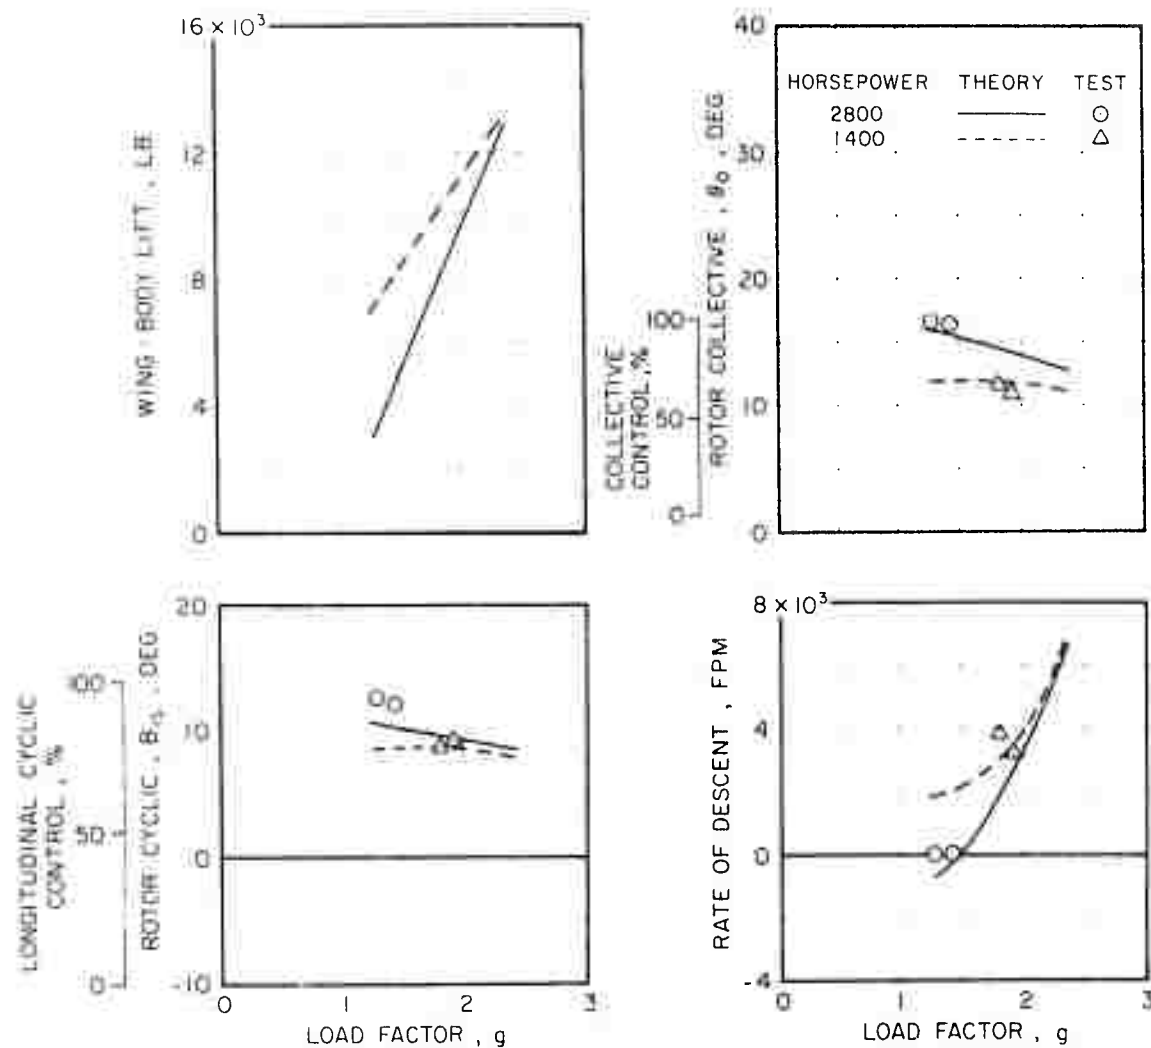 16 × 10³
12
8
4
0
WING-BODY LIFT, LB
40
30
20
10
0
ROTOR COLLECTIVE, θ₀, DEG
100
50
0
COLLECTIVE
CONTROL, %
HORSEPOWER THEORY TEST
2800
1400
20
10
0
-10
ROTOR CYCLIC, B₁ₛ, DEG
100
50
0
LONGITUDINAL CYCLIC
CONTROL, %
0 1 2 3
LOAD FACTOR, g
8 × 10³
4
0
-4
RATE OF DESCENT, FPM
0 1 2 3
LOAD FACTOR, g